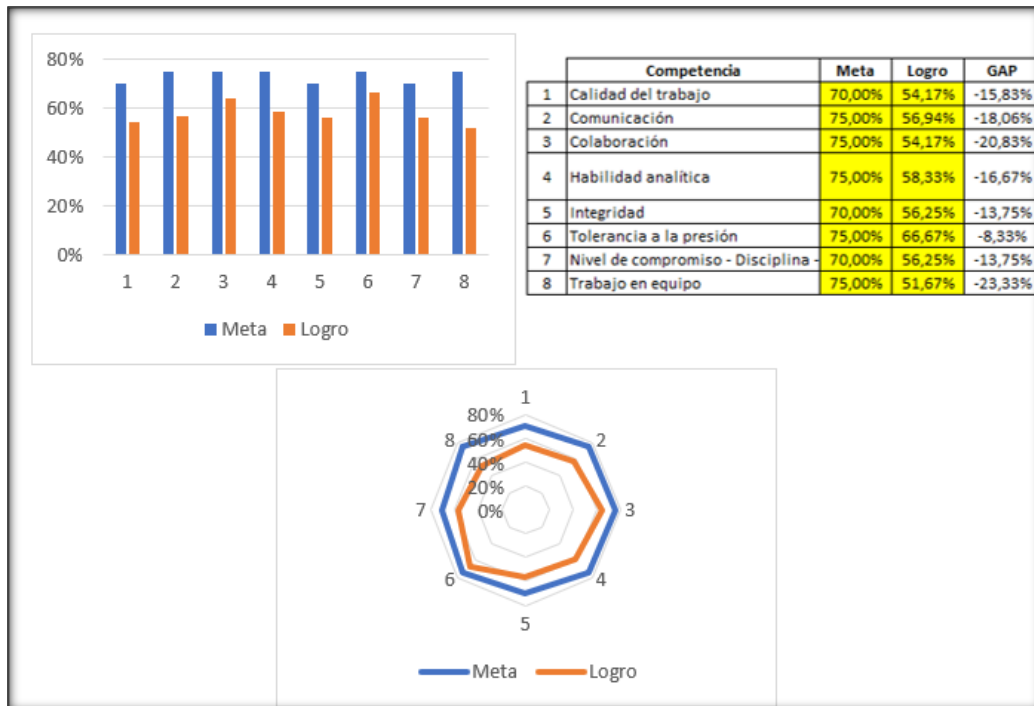 80%
60%
40%
20%
0%
1 2 3 4 5 6 7 8
Meta Logro
Competencia Meta Logro GAP
1 Calidad del trabajo 70,00% 54,17% -15,83%
2 Comunicación 75,00% 56,94% -18,06%
3 Colaboración 75,00% 54,17% -20,83%
4 Habilidad analítica 75,00% 58,33% -16,67%
5 Integridad 70,00% 56,25% -13,75%
6 Tolerancia a la presión 75,00% 66,67% -8,33%
7 Nivel de compromiso - Disciplina - 70,00% 56,25% -13,75%
8 Trabajo en equipo 75,00% 51,67% -23,33%
1
80%
8 60% 2
40%
20%
7 0% 3
6 4
5
Meta Logro